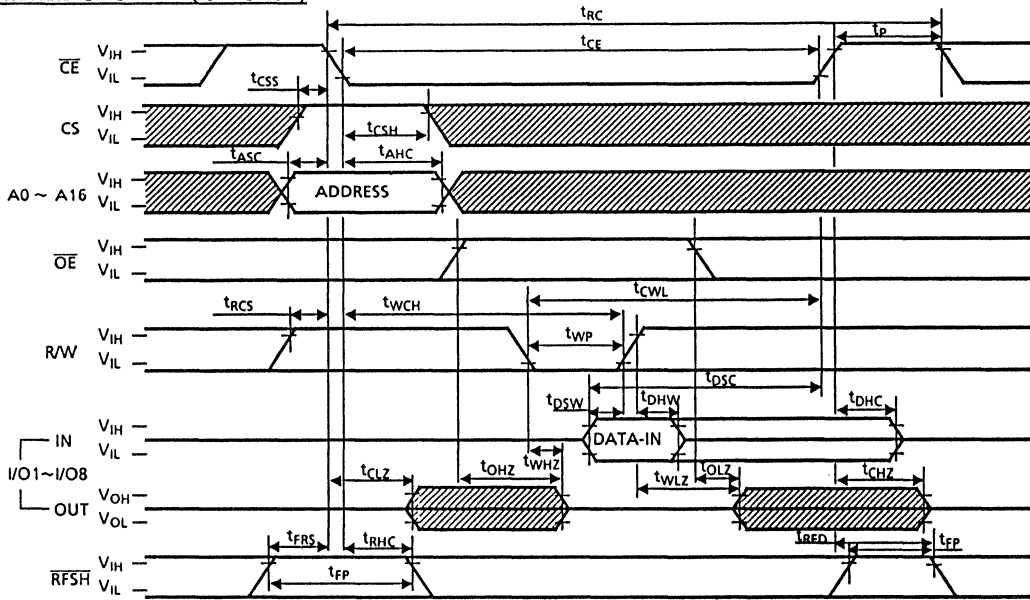 tRC
tP
CE VIH
VIL
tCE
tCSS
CS VIH
VIL
tCSH
tASC
tAHC
A0 ~ A16 VIH
VIL
ADDRESS
OE VIH
VIL
tCWL
tRCS
tWCH
R/W VIH
VIL
tWP
tDSC
tDSW
tDHW
tDHC
I/O1~I/O8
IN VIH
VIL
DATA-IN
tWHZ
tCLZ
tOHZ
tWLZ
tOLZ
tCHZ
OUT VOH
VOL
tFRS
tRHC
tRFD
tFP
RFSH VIH
VIL
tFP